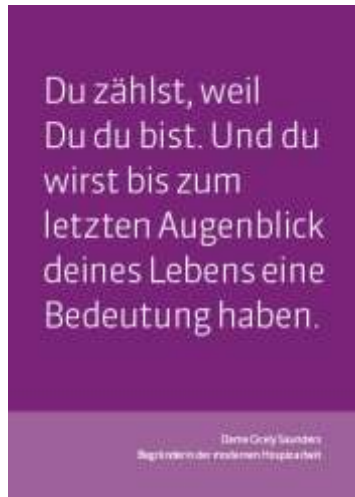 Du zählst, weil
Du du bist. Und du
wirst bis zum
letzten Augenblick
deines Lebens eine
Bedeutung haben.
Dame Cicely Saunders
Begründerin der modernen Hospizarbeit